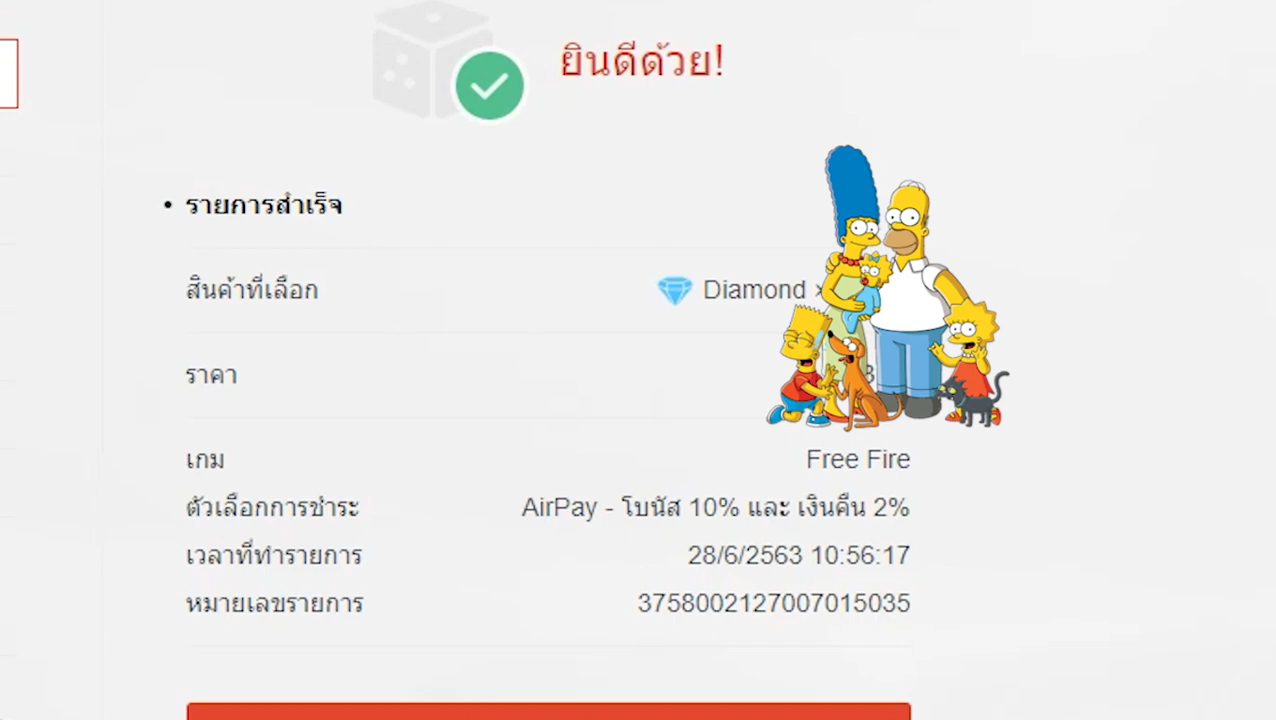 ยินดีด้วย!
• รายการสำเร็จ
สินค้าที่เลือก Diamond ×
ราคา
เกม Free Fire
ตัวเลือกการชำระ AirPay - โบนัส 10% และ เงินคืน 2%
เวลาที่ทำรายการ 28/6/2563 10:56:17
หมายเลขรายการ 3758002127007015035